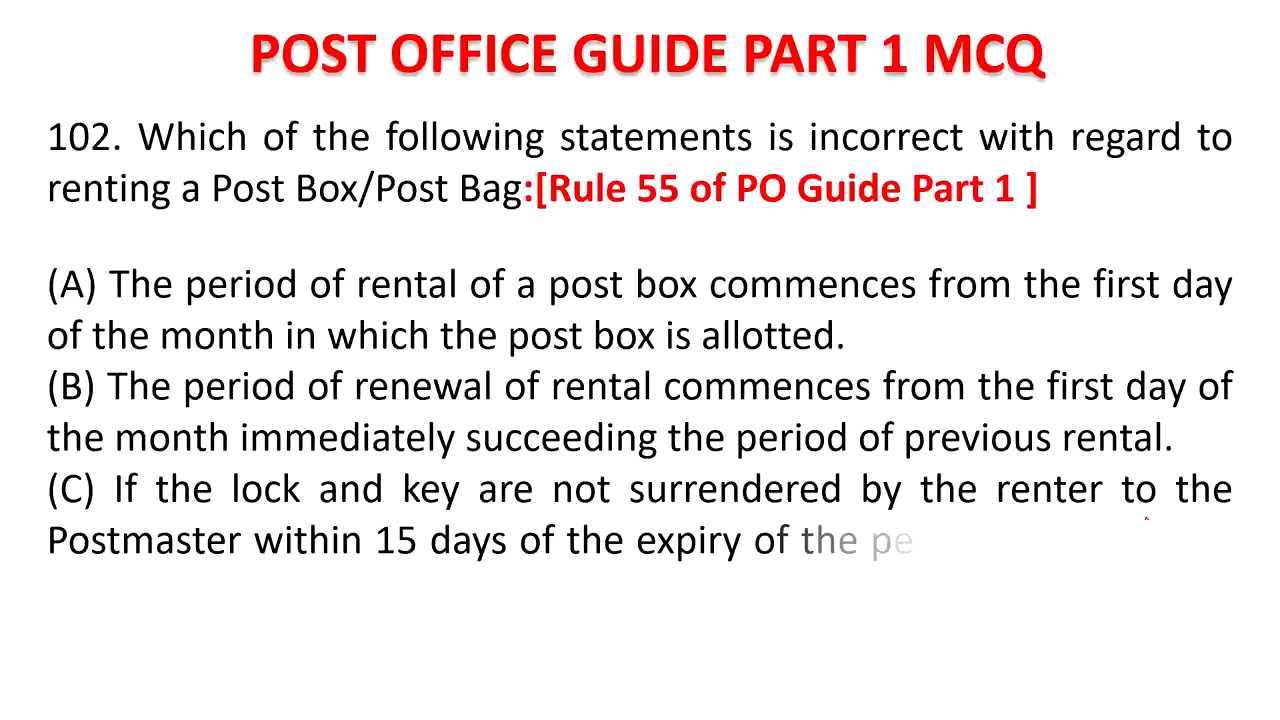 POST OFFICE GUIDE PART 1 MCQ
102. Which of the following statements is incorrect with regard to
renting a Post Box/Post Bag:[Rule 55 of PO Guide Part 1 ]
(A) The period of rental of a post box commences from the first day
of the month in which the post box is allotted.
(B) The period of renewal of rental commences from the first day of
the month immediately succeeding the period of previous rental.
(C) If the lock and key are not surrendered by the renter to the
Postmaster within 15 days of the expiry of the pe